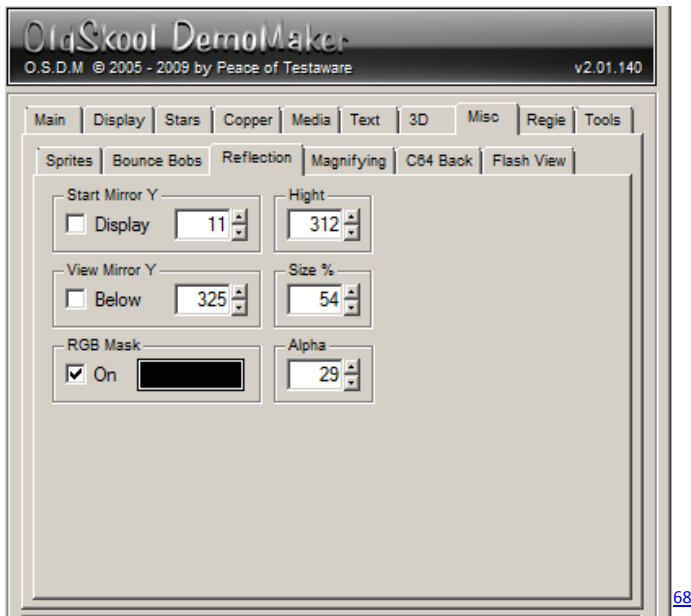 OldSkool DemoMaker
O.S.D.M © 2005 - 2009 by Peace of Testaware v2.01.140
Main Display Stars Copper Media Text 3D Misc Regie Tools
Sprites Bounce Bobs Reflection Magnifying C64 Back Flash View
Start Mirror Y Hight
Display 11 312
View Mirror Y Size %
Below 325 54
RGB Mask Alpha
On 29
68